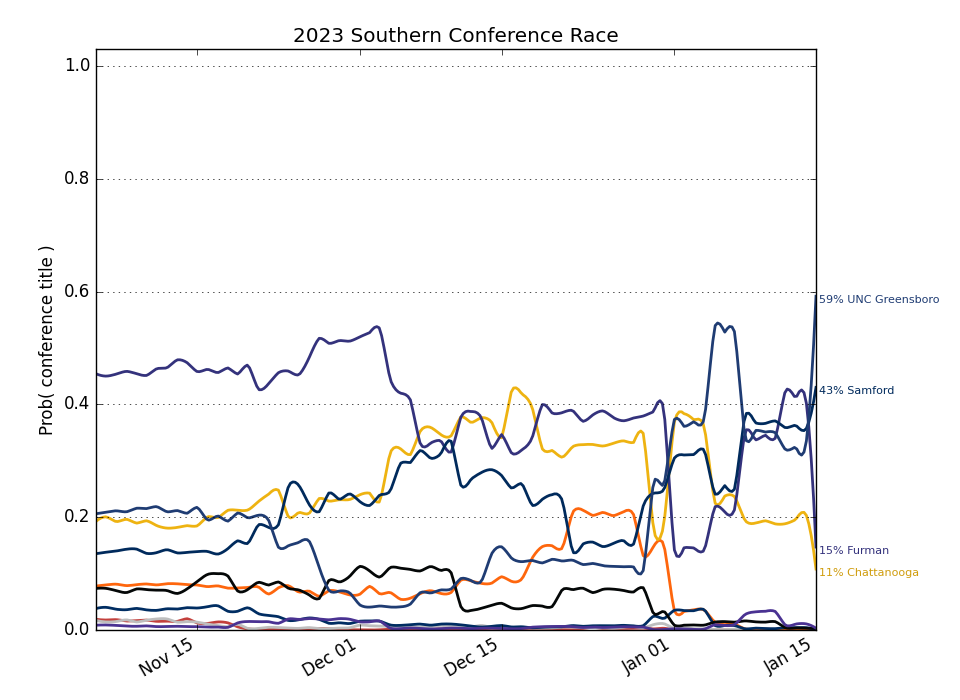 2023 Southern Conference Race
1.0
0.8
0.6
0.4
0.2
0.0
Prob( conference title )
59% UNC Greensboro
43% Samford
15% Furman
11% Chattanooga
Nov 15
Dec 01
Dec 15
Jan 01
Jan 15